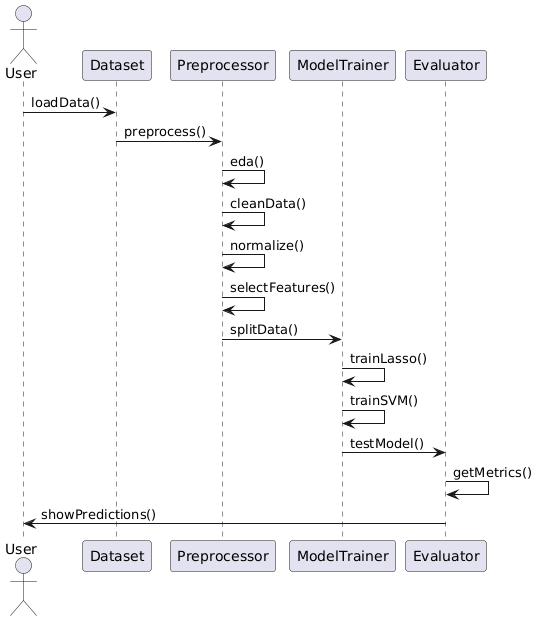 User
Dataset
Preprocessor
ModelTrainer
Evaluator
loadData()
preprocess()
eda()
cleanData()
normalize()
selectFeatures()
splitData()
trainLasso()
trainSVM()
testModel()
getMetrics()
showPredictions()
User
Dataset
Preprocessor
ModelTrainer
Evaluator